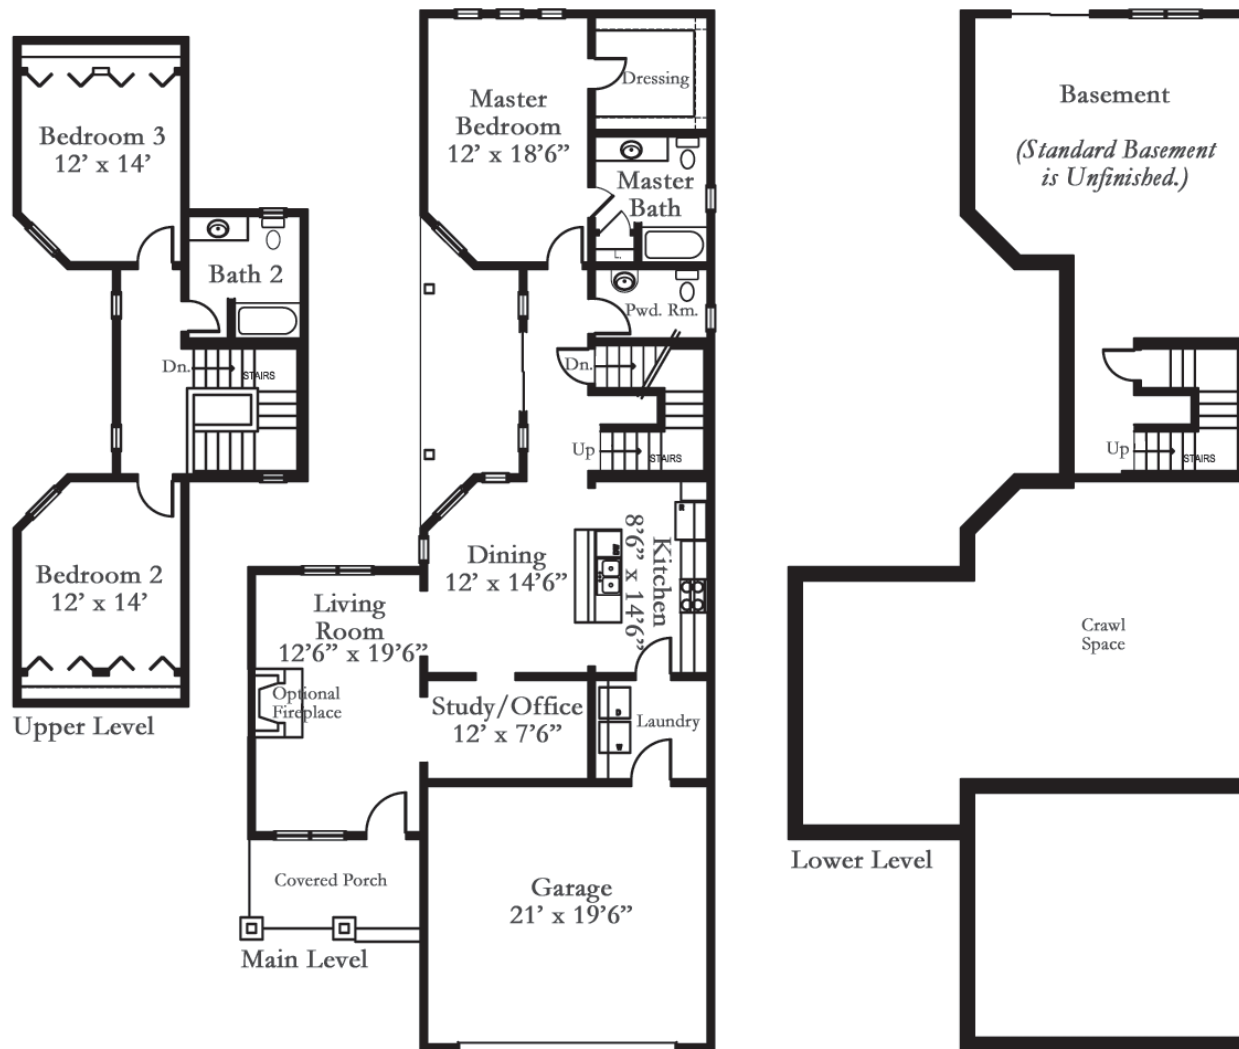 Bedroom 3
12’ x 14’
Bath 2
Dn.
STAIRS
Bedroom 2
12’ x 14’
Upper Level
Master
Bedroom
12’ x 18’6”
Dressing
Master
Bath
L.
Pwd. Rm.
Dn.
Up
STAIRS
Dining
12’ x 14’6”
Kitchen
8’6” x 14’6”
Living
Room
12’6” x 19’6”
Optional
Fireplace
Study/Office
12’ x 7’6”
D
W
Laundry
Covered Porch
Garage
21’ x 19’6”
Main Level
Basement
(Standard Basement
is Unfinished.)
Up
STAIRS
Crawl
Space
Lower Level